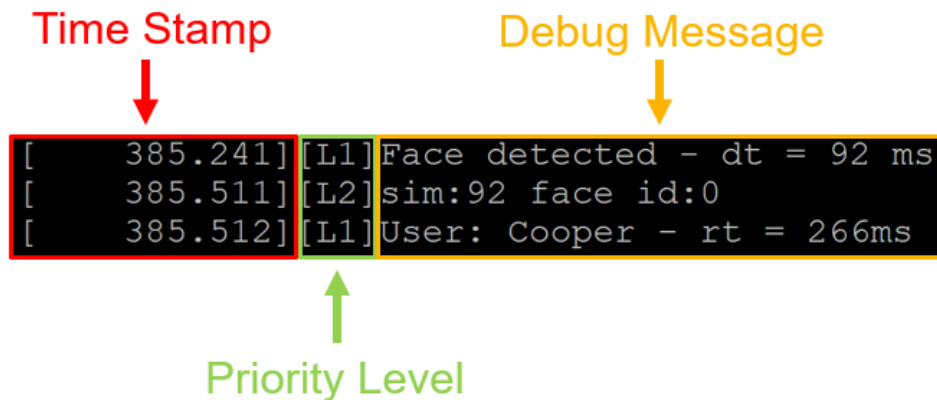 Time Stamp
Debug Message
[    385.241][L1]Face detected - dt = 92 ms
[    385.511][L2]sim:92 face id:0
[    385.512][L1]User: Cooper - rt = 266ms
Priority Level